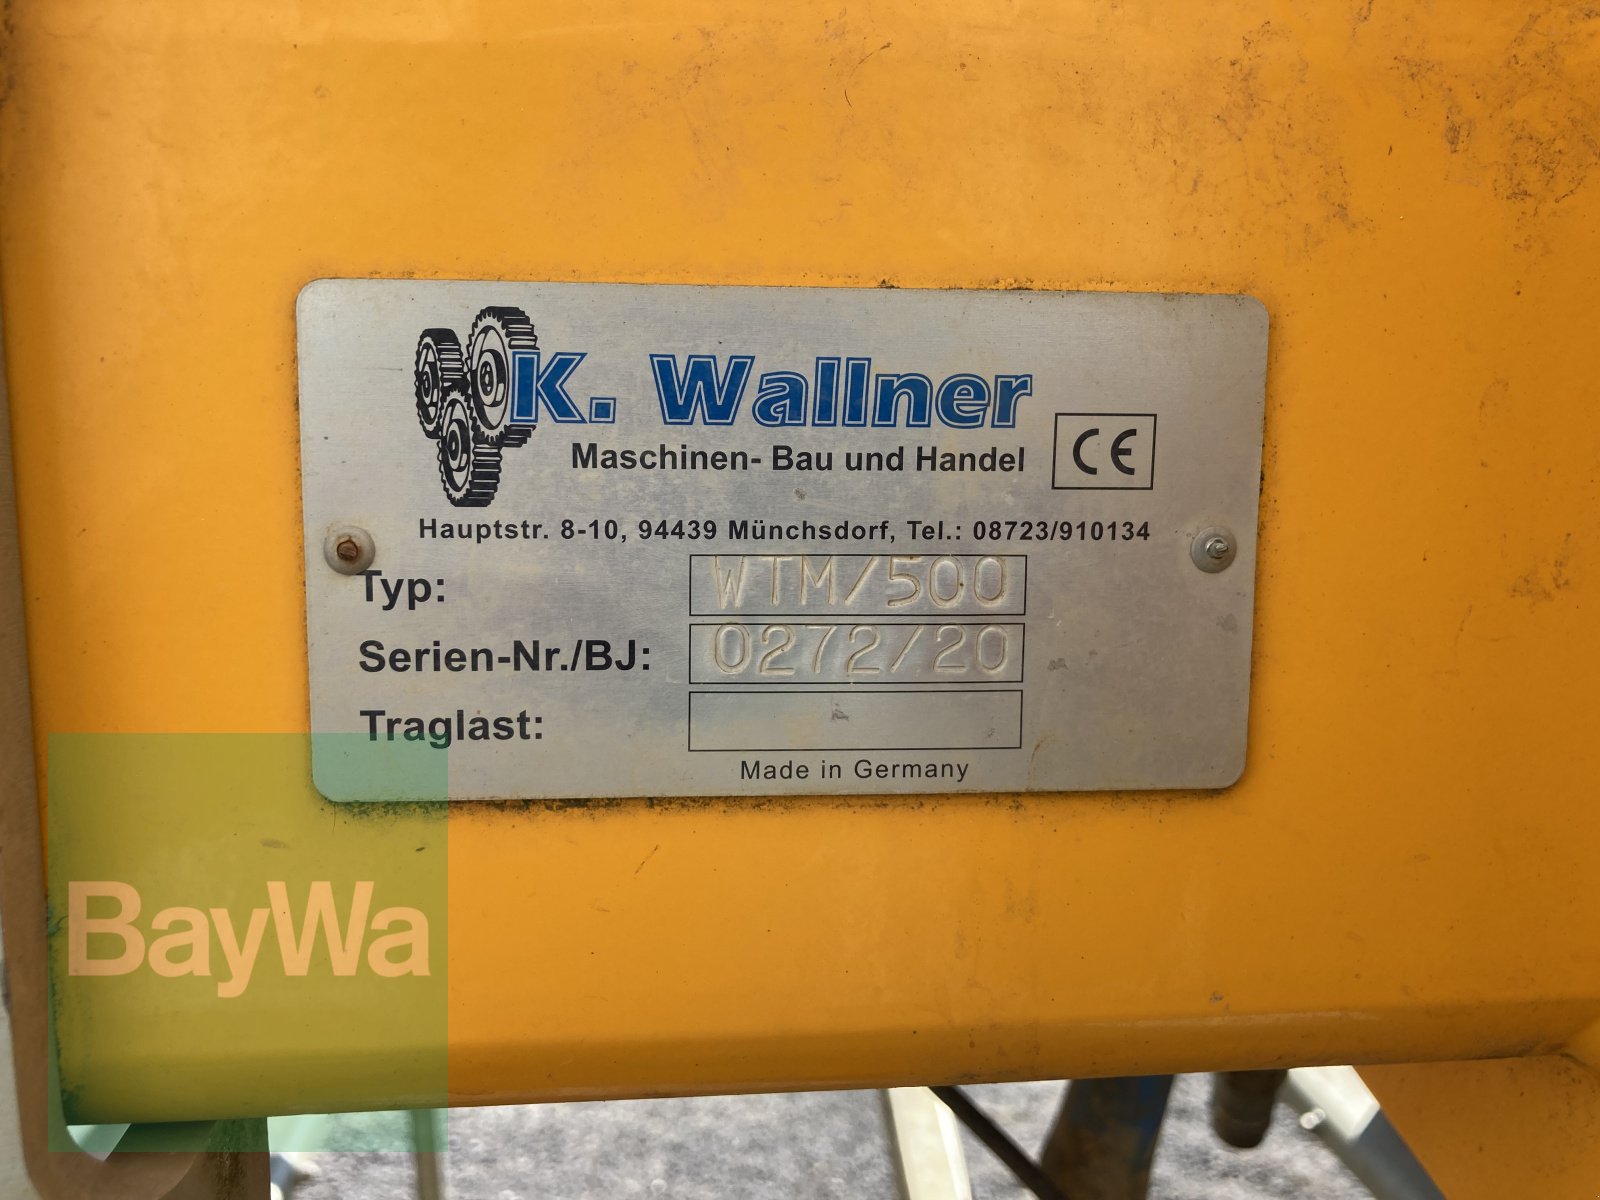 K. Wallner
Maschinen- Bau und Handel
CE
Hauptstr. 8-10, 94439 Münchsdorf, Tel.: 08723/910134
Typ: WTM/500
Serien-Nr./BJ: 0272/20
Traglast:
Made in Germany
BayWa